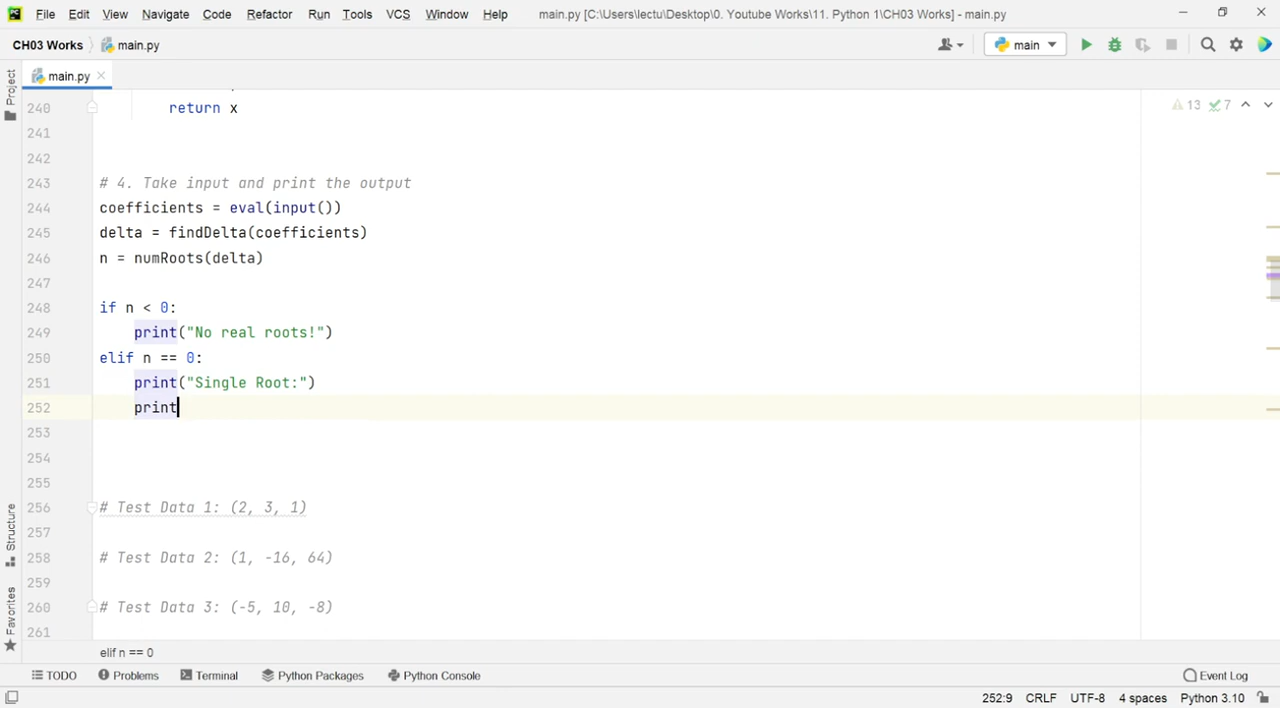 File Edit View Navigate Code Refactor Run Tools VCS Window Help main.py [C:\Users\lectu\Desktop\0. Youtube Works\11. Python 1\CH03 Works] - main.py
CH03 Works main.py main
main.py
Project
240 return x 13 7
241
242
243 # 4. Take input and print the output
244 coefficients = eval(input())
245 delta = findDelta(coefficients)
246 n = numRoots(delta)
247
248 if n < 0:
249 print("No real roots!")
250 elif n == 0:
251 print("Single Root:")
252 print
253
254
255
256 # Test Data 1: (2, 3, 1)
257
258 # Test Data 2: (1, -16, 64)
259
260 # Test Data 3: (-5, 10, -8)
261
Structure
Favorites
elif n == 0
TODO Problems Terminal Python Packages Python Console Event Log
252:9 CRLF UTF-8 4 spaces Python 3.10